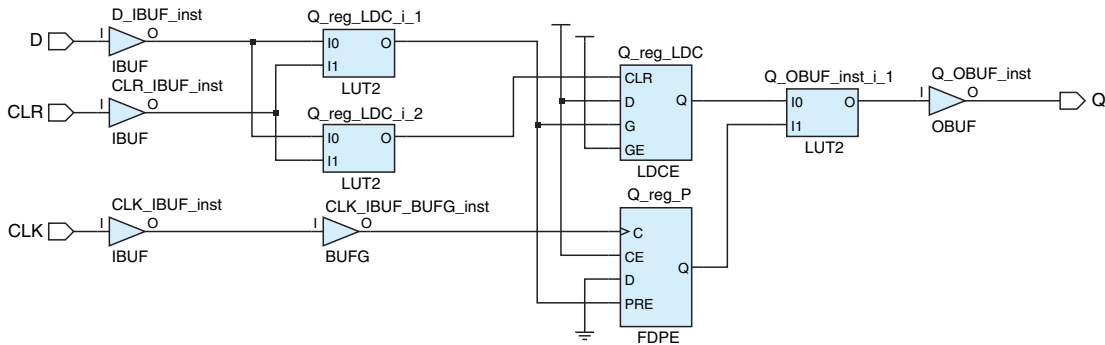 D
I
D_IBUF_inst
O
IBUF
CLR
I
CLR_IBUF_inst
O
IBUF
CLK
I
CLK_IBUF_inst
O
IBUF
Q_reg_LDC_i_1
I0
I1
O
LUT2
Q_reg_LDC_i_2
I0
I1
O
LUT2
CLK_IBUF_BUFG_inst
I
O
BUFG
Q_reg_LDC
CLR
D
G
GE
Q
LDCE
Q_reg_P
C
CE
D
PRE
Q
FDPE
Q_OBUF_inst_i_1
I0
I1
O
LUT2
Q_OBUF_inst
I
O
OBUF
Q